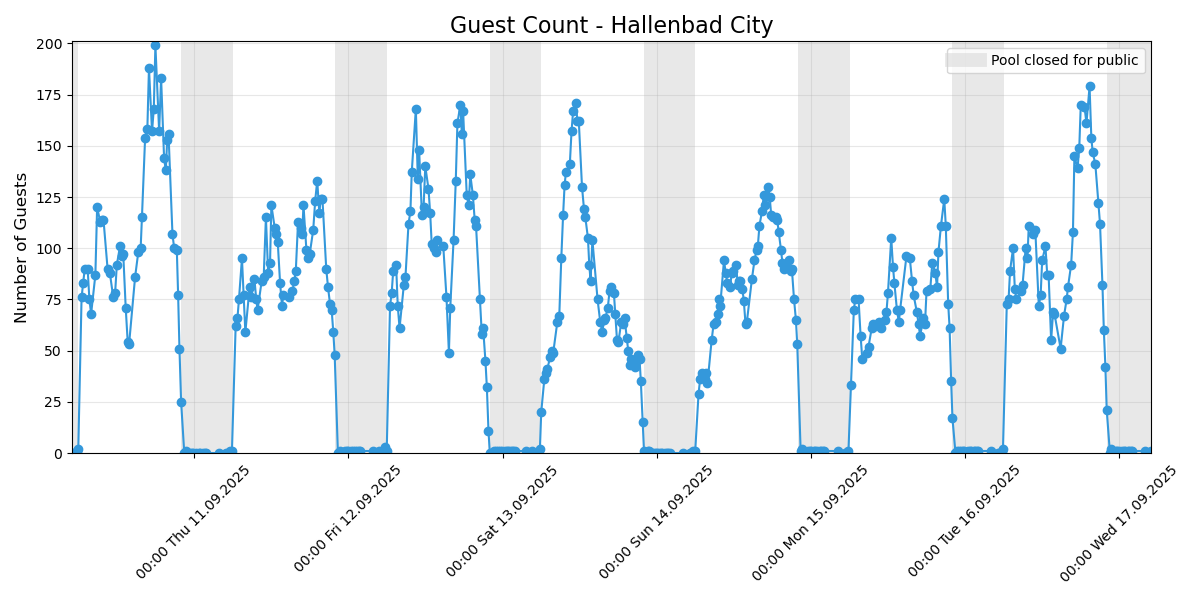 Guest Count - Hallenbad City
Pool closed for public
Number of Guests
200
175
150
125
100
75
50
25
0
00:00 Thu 11.09.2025
00:00 Fri 12.09.2025
00:00 Sat 13.09.2025
00:00 Sun 14.09.2025
00:00 Mon 15.09.2025
00:00 Tue 16.09.2025
00:00 Wed 17.09.2025